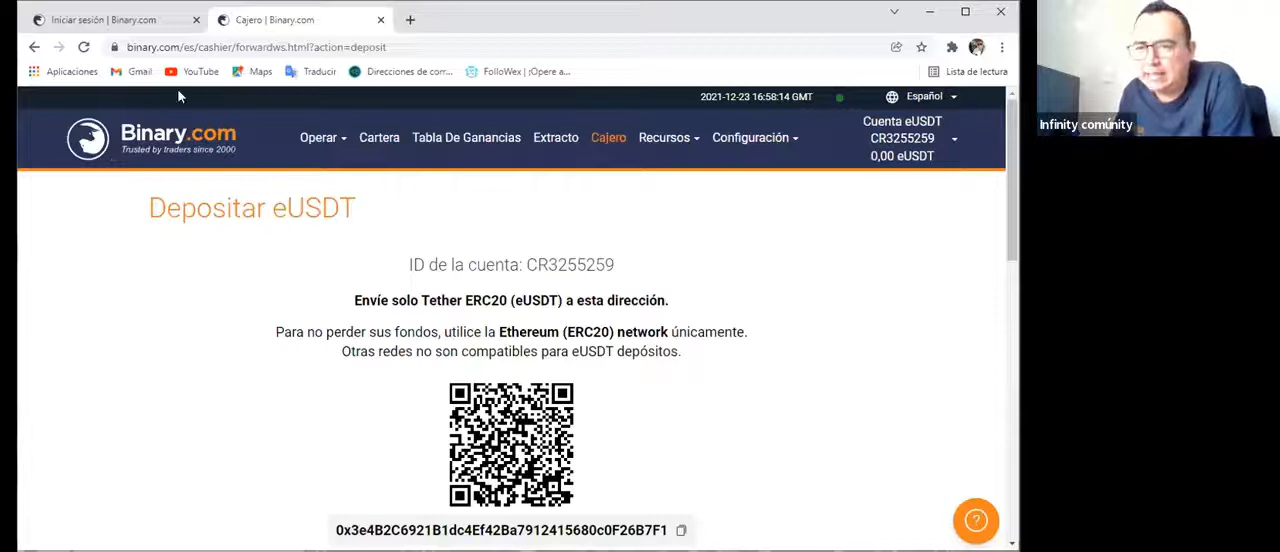 Iniciar sesión | Binary.com
Cajero | Binary.com
binary.com/es/cashier/forwardws.html?action=deposit
Aplicaciones
Gmail
YouTube
Maps
Traducir
Direcciones de corr...
FolloWex | ¡Opere a...
Lista de lectura
Infinity comúnity
2021-12-23 16:58:14 GMT
Español
Binary.com
Trusted by traders since 2000
Operar
Cartera
Tabla De Ganancias
Extracto
Cajero
Recursos
Configuración
Cuenta eUSDT
CR3255259
0,00 eUSDT
Depositar eUSDT
ID de la cuenta: CR3255259
Envíe solo Tether ERC20 (eUSDT) a esta dirección.
Para no perder sus fondos, utilice la Ethereum (ERC20) network únicamente.
Otras redes no son compatibles para eUSDT depósitos.
0x3e4B2C6921B1dc4Ef42Ba7912415680c0F26B7F1